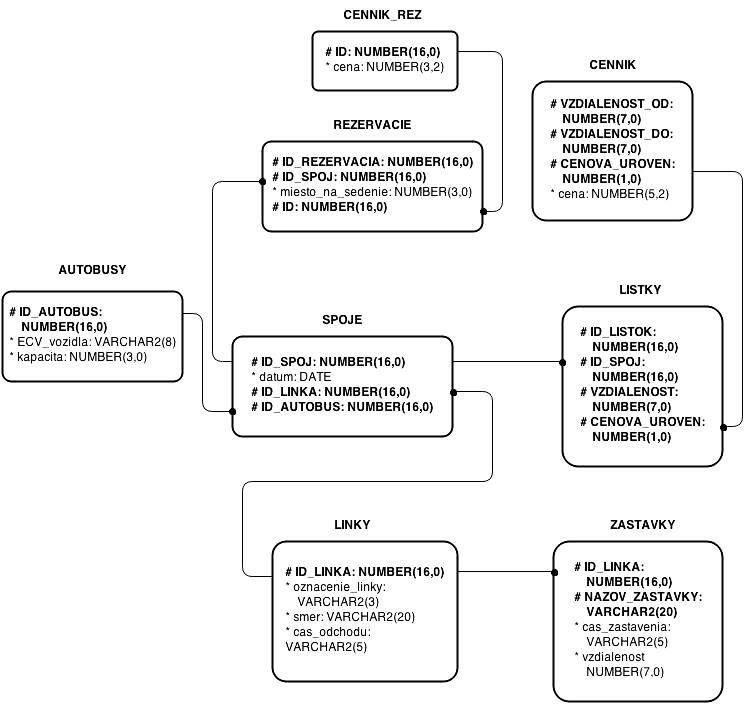 CENNIK_REZ
# ID: NUMBER(16,0)
* cena: NUMBER(3,2)
CENNIK
# VZDIALENOST_OD:
NUMBER(7,0)
# VZDIALENOST_DO:
NUMBER(7,0)
# CENOVA_UROVEN:
NUMBER(1,0)
* cena: NUMBER(5,2)
REZERVACIE
# ID_REZERVACIA: NUMBER(16,0)
# ID_SPOJ: NUMBER(16,0)
* miesto_na_sedenie: NUMBER(3,0)
# ID: NUMBER(16,0)
AUTOBUSY
# ID_AUTOBUS:
NUMBER(16,0)
* ECV_vozidla: VARCHAR2(8)
* kapacita: NUMBER(3,0)
SPOJE
# ID_SPOJ: NUMBER(16,0)
* datum: DATE
# ID_LINKA: NUMBER(16,0)
# ID_AUTOBUS: NUMBER(16,0)
LISTKY
# ID_LISTOK:
NUMBER(16,0)
# ID_SPOJ:
NUMBER(16,0)
# VZDIALENOST:
NUMBER(7,0)
# CENOVA_UROVEN:
NUMBER(1,0)
LINKY
# ID_LINKA: NUMBER(16,0)
* oznacenie_linky:
VARCHAR2(3)
* smer: VARCHAR2(20)
* cas_odchodu:
VARCHAR2(5)
ZASTAVKY
# ID_LINKA:
NUMBER(16,0)
# NAZOV_ZASTAVKY:
VARCHAR2(20)
* cas_zastavenia:
VARCHAR2(5)
* vzdialenost
NUMBER(7,0)